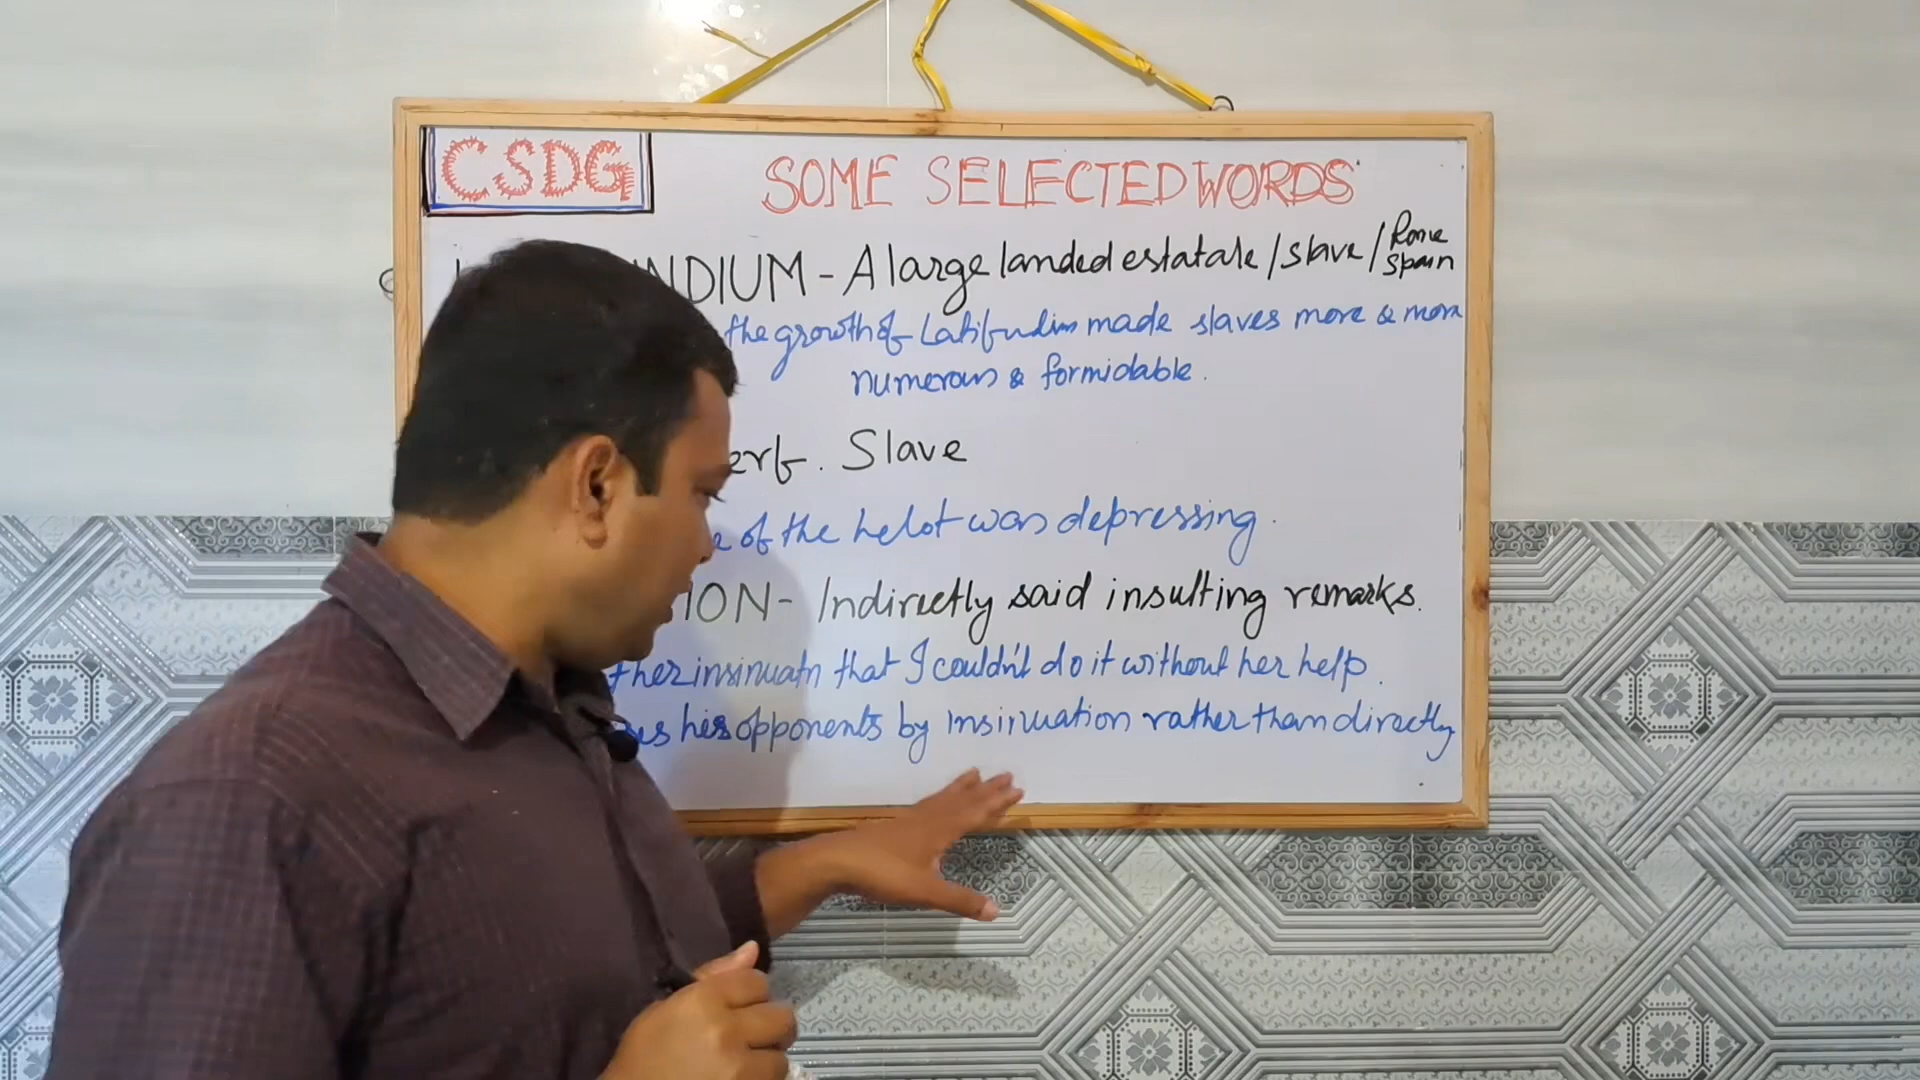 CSDG
SOME SELECTED WORDS
NDIUM - A large landed estatate / slave / Rome Spain
the growth of Latifundium made slaves more & more
numerous & formidable.
erf. Slave
of the helot was depressing.
ION - Indirectly said insulting remarks.
her insinuatn that I couldn't do it without her help.
his opponents by insinuation rather than directly